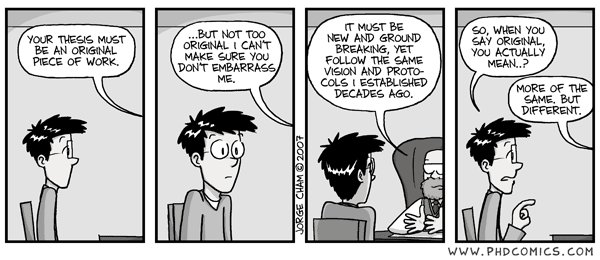 YOUR THESIS MUST
BE AN ORIGINAL
PIECE OF WORK.
...BUT NOT TOO
ORIGINAL I CAN'T
MAKE SURE YOU
DON'T EMBARRASS
ME.
JORGE CHAM © 2007
IT MUST BE
NEW AND GROUND
BREAKING, YET
FOLLOW THE SAME
VISION AND PROTO-
COLS I ESTABLISHED
DECADES AGO.
SO, WHEN YOU
SAY ORIGINAL,
YOU ACTUALLY
MEAN..?
MORE OF THE
SAME. BUT
DIFFERENT.
WWW.PHDCOMICS.COM